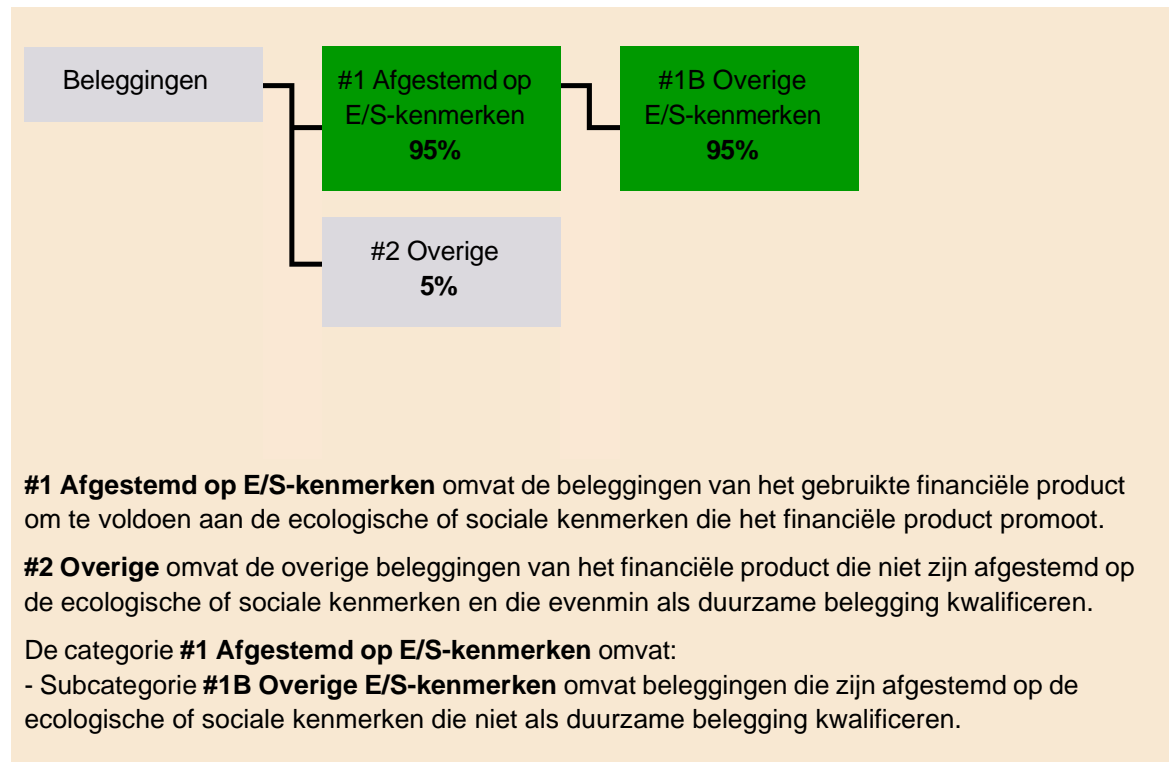 Beleggingen
#1 Afgestemd op
E/S-kenmerken
95%
#1B Overige
E/S-kenmerken
95%
#2 Overige
5%
#1 Afgestemd op E/S-kenmerken omvat de beleggingen van het gebruikte financiële product
om te voldoen aan de ecologische of sociale kenmerken die het financiële product promoot.
#2 Overige omvat de overige beleggingen van het financiële product die niet zijn afgestemd op
de ecologische of sociale kenmerken en die evenmin als duurzame belegging kwalificeren.
De categorie #1 Afgestemd op E/S-kenmerken omvat:
- Subcategorie #1B Overige E/S-kenmerken omvat beleggingen die zijn afgestemd op de
ecologische of sociale kenmerken die niet als duurzame belegging kwalificeren.